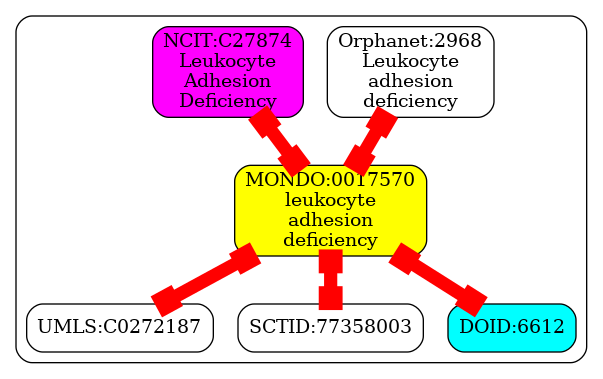 NCIT:C27874
Leukocyte
Adhesion
Deficiency
Orphanet:2968
Leukocyte
adhesion
deficiency
MONDO:0017570
leukocyte
adhesion
deficiency
UMLS:C0272187
SCTID:77358003
DOID:6612